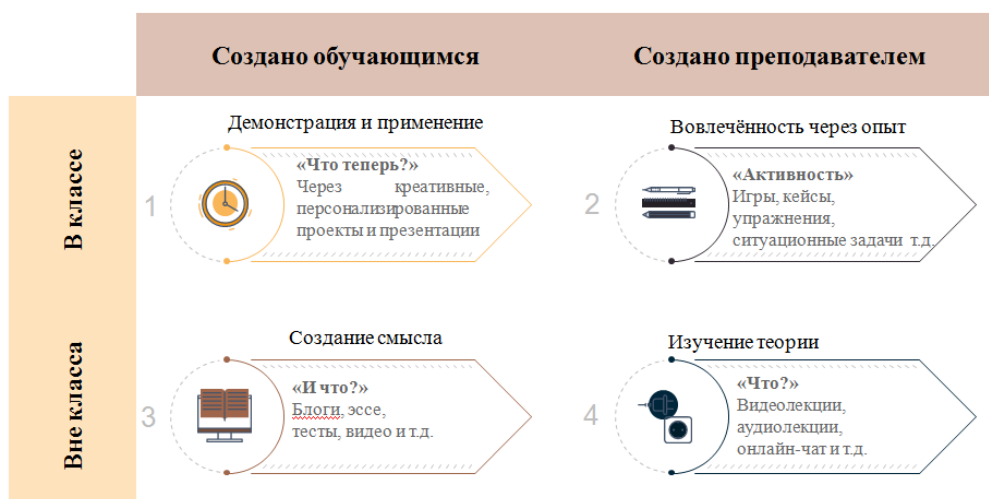 Создано обучающимся
Создано преподавателем
В классе
Демонстрация и применение
1
«Что теперь?»
Через креативные,
персонализированные
проекты и презентации
Вовлечённость через опыт
2
«Активность»
Игры, кейсы,
упражнения,
ситуационные задачи т.д.
Вне класса
Создание смысла
3
«И что?»
Блоги, эссе,
тесты, видео и т.д.
Изучение теории
4
«Что?»
Видеолекции,
аудиолекции,
онлайн-чат и т.д.